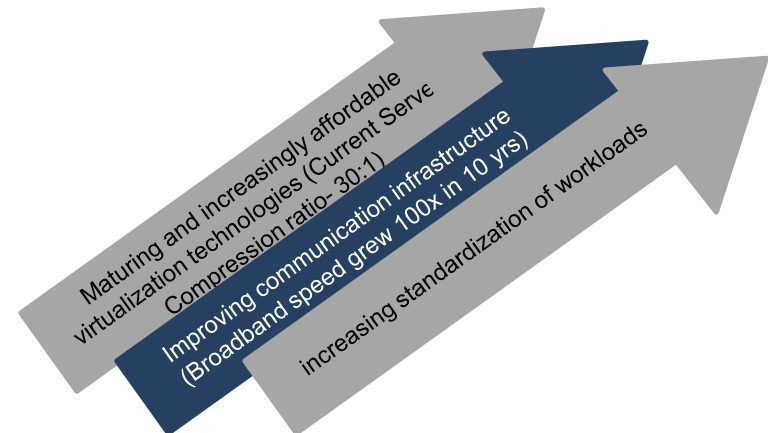 Maturing and increasingly affordable
virtualization technologies (Current Serve
Compression ratio- 30:1)
Improving communication infrastructure
(Broadband speed grew 100x in 10 yrs)
increasing standardization of workloads